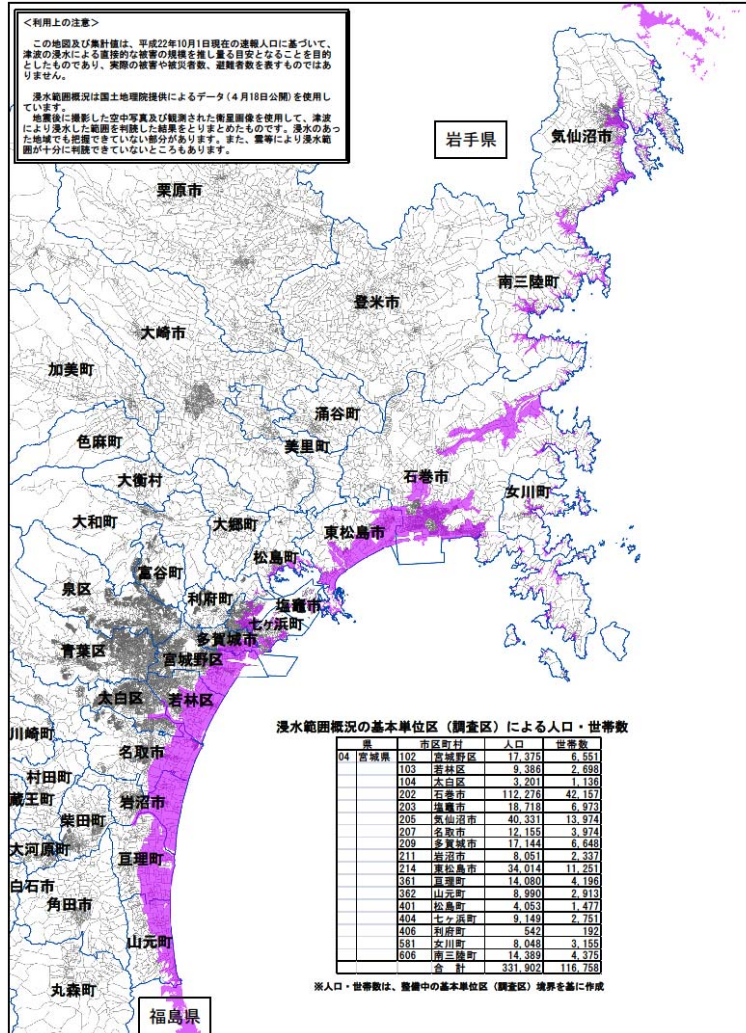 <利用上の注意>
この地図及び集計値は、平成22年10月1日現在の速報人口に基づいて、
津波の浸水による直接的な被害の規模を推し量る目安となることを目的
としたものであり、実際の被害や被災者数、避難者数を表すものではあ
りません。
浸水範囲概況は国土地理院提供によるデータ(4月18日公開)を使用し
ています。
地震後に撮影した空中写真及び観測された衛星画像を使用して、津波
により浸水した範囲を判読した結果をとりまとめたものです。浸水のあっ
た地域でも把握できていない部分があります。また、雲等により浸水範
囲が十分に判読できていないところもあります。
岩手県
気仙沼市
栗原市
南三陸町
登米市
大崎市
加美町
涌谷町
色麻町
美里町
大衡村
石巻市
女川町
大和町
大郷町
東松島市
松島町
富谷町
泉区
利府町
塩竈市
七ヶ浜町
多賀城市
青葉区
宮城野区
太白区
若林区
川崎町
名取市
村田町
蔵王町
岩沼市
柴田町
大河原町
亘理町
白石市
角田市
山元町
丸森町
福島県
浸水範囲概況の基本単位区(調査区)による人口・世帯数
県 市区町村 人口 世帯数
04 宮城県 102 宮城野区 17,375 6,551
103 若林区 9,386 2,698
104 太白区 3,201 1,136
202 石巻市 112,276 42,157
203 塩竈市 18,718 6,973
205 気仙沼市 40,331 13,974
207 名取市 12,155 3,974
209 多賀城市 17,144 6,648
211 岩沼市 8,051 2,337
214 東松島市 34,014 11,251
361 亘理町 14,080 4,196
362 山元町 8,990 2,913
401 松島町 4,053 1,477
404 七ヶ浜町 9,149 2,751
406 利府町 542 192
581 女川町 8,048 3,155
606 南三陸町 14,389 4,375
合 計 331,902 116,758
※人口・世帯数は、整備中の基本単位区(調査区)境界を基に作成